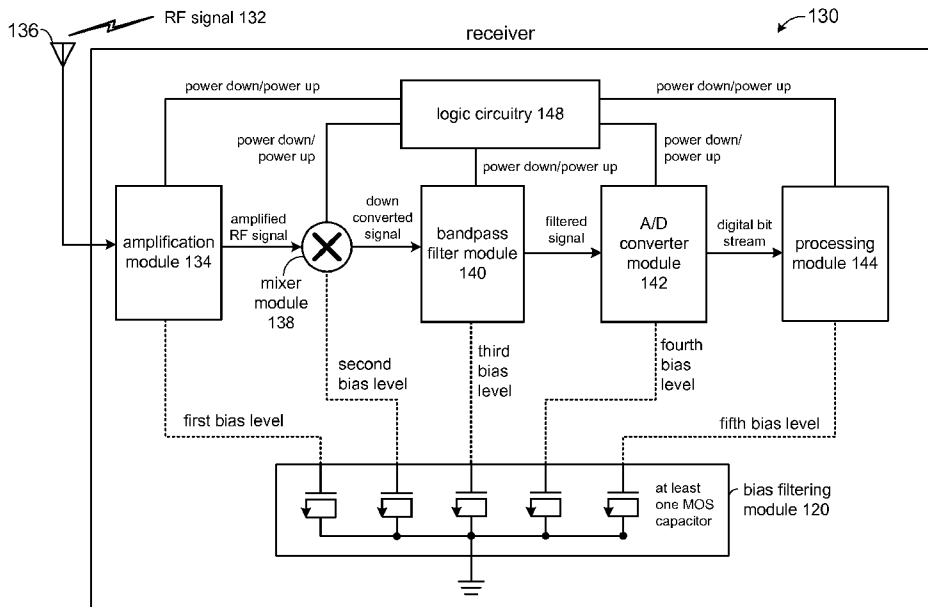 RF signal 132
136
130
receiver
power down/power up
power down/power up
logic circuitry 148
power down/
power up
power down/
power up
power down/power up
amplification
module 134
amplified
RF signal
mixer
module
138
down
converted
signal
bandpass
filter module
140
filtered
signal
A/D
converter
module
142
digital bit
stream
processing
module 144
second
bias level
third
bias
level
fourth
bias
level
first bias level
fifth bias level
at least
one MOS
capacitor
bias filtering
module 120